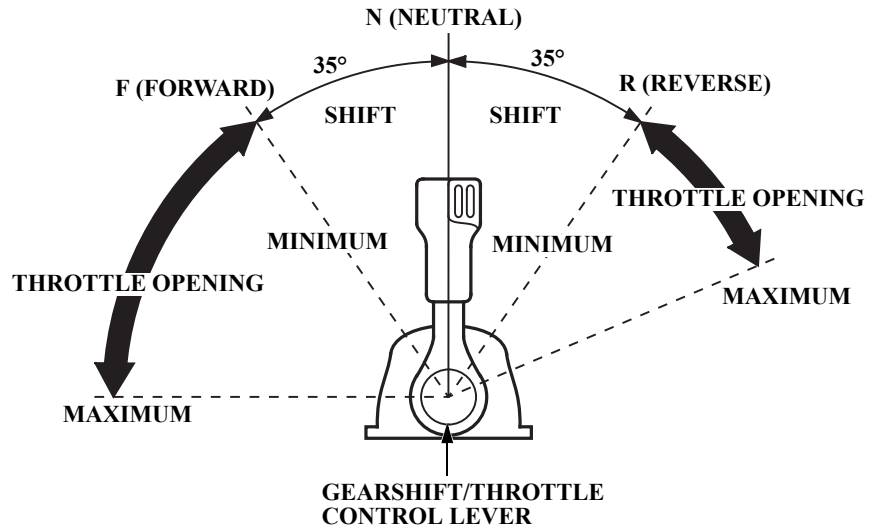 N (NEUTRAL)
35°
35°
F (FORWARD)
R (REVERSE)
SHIFT
SHIFT
THROTTLE OPENING
MINIMUM
MINIMUM
THROTTLE OPENING
MAXIMUM
MAXIMUM
GEARSHIFT/THROTTLE
CONTROL LEVER